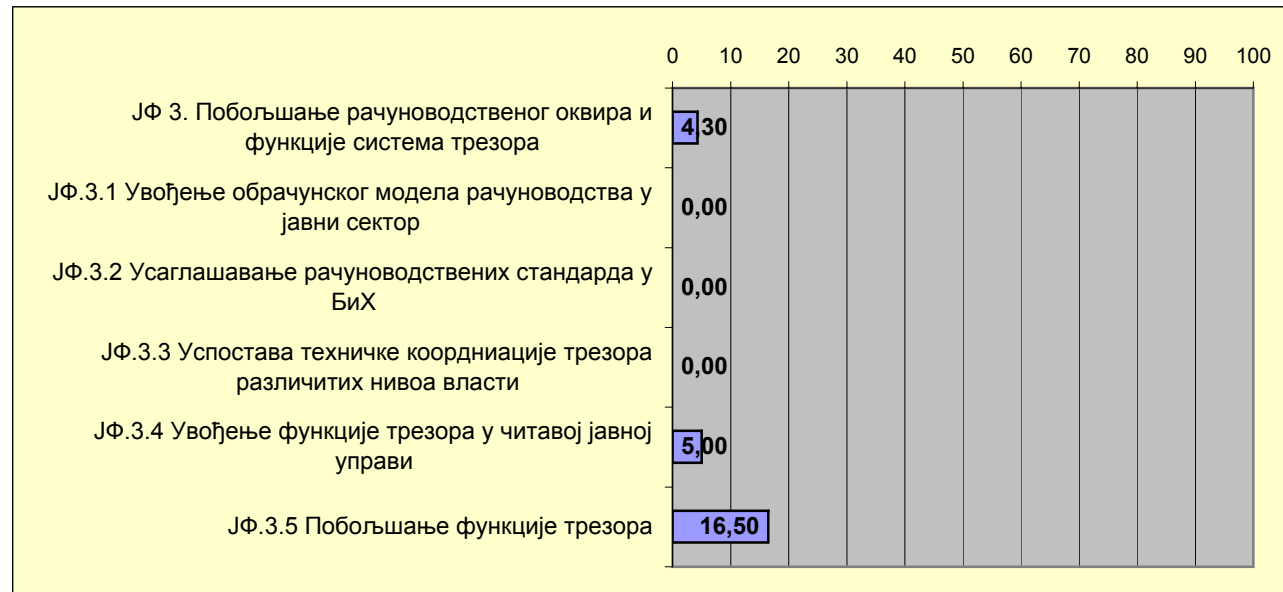 0 10 20 30 40 50 60 70 80 90 100
ЈФ 3. Побољшање рачуноводственог оквира и
функције система трезора
4,30
ЈФ.3.1 Увођење обрачунског модела рачуноводства у
јавни сектор
0,00
ЈФ.3.2 Усаглашавање рачуноводствених стандарда у
БиХ
0,00
ЈФ.3.3 Успостава техничке коордниације трезора
различитих нивоа власти
0,00
ЈФ.3.4 Увођење функције трезора у читавој јавној
управи
5,00
ЈФ.3.5 Побољшање функције трезора
16,50